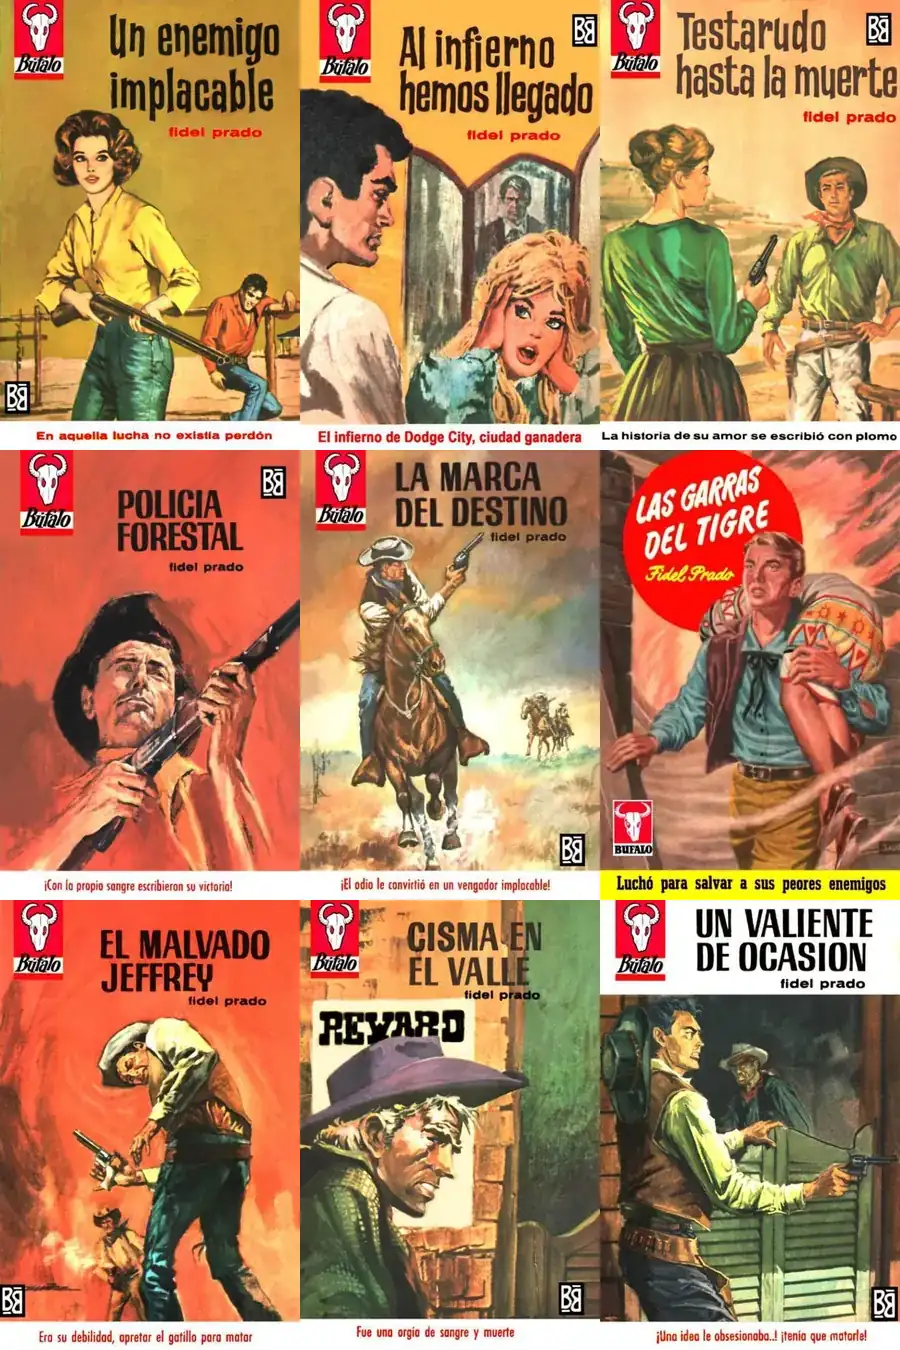 Búfalo
Un enemigo
implacable
fidel prado
BB
En aquella lucha no existía perdón
Búfalo
BB
Al infierno
hemos llegado
fidel prado
El infierno de Dodge City, ciudad ganadera
Búfalo
BB
Testarudo
hasta la muerte
fidel prado
La historia de su amor se escribió con plomo
Búfalo
BB
POLICIA
FORESTAL
fidel prado
¡Con la propia sangre escribieron su victoria!
Búfalo
LA MARCA
DEL DESTINO
fidel prado
BB
¡El odio le convirtió en un vengador implacable!
LAS GARRAS
DEL TIGRE
Fidel Prado
BUFALO
Luchó para salvar a sus peores enemigos
Búfalo
EL MALVADO
JEFFREY
fidel prado
BB
Era su debilidad, apretar el gatillo para matar
Búfalo
CISMA EN
EL VALLE
fidel prado
REWARD
BB
Fue una orgía de sangre y muerte
Búfalo
UN VALIENTE
DE OCASION
fidel prado
BB
¡Una idea le obsesionaba..! ¡tenía que matarle!